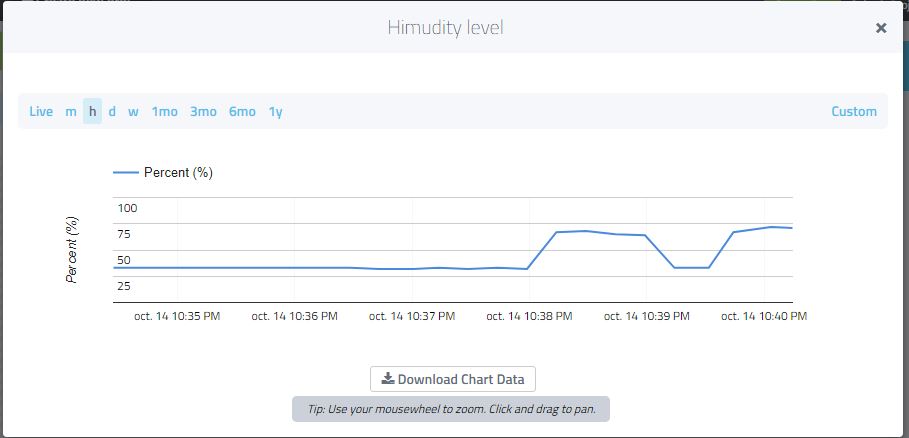 Himudity level
×
Live m h d w 1mo 3mo 6mo 1y Custom
Percent (%)
Percent (%)
100
75
50
25
oct. 14 10:35 PM oct. 14 10:36 PM oct. 14 10:37 PM oct. 14 10:38 PM oct. 14 10:39 PM oct. 14 10:40 PM
Download Chart Data
Tip: Use your mousewheel to zoom. Click and drag to pan.